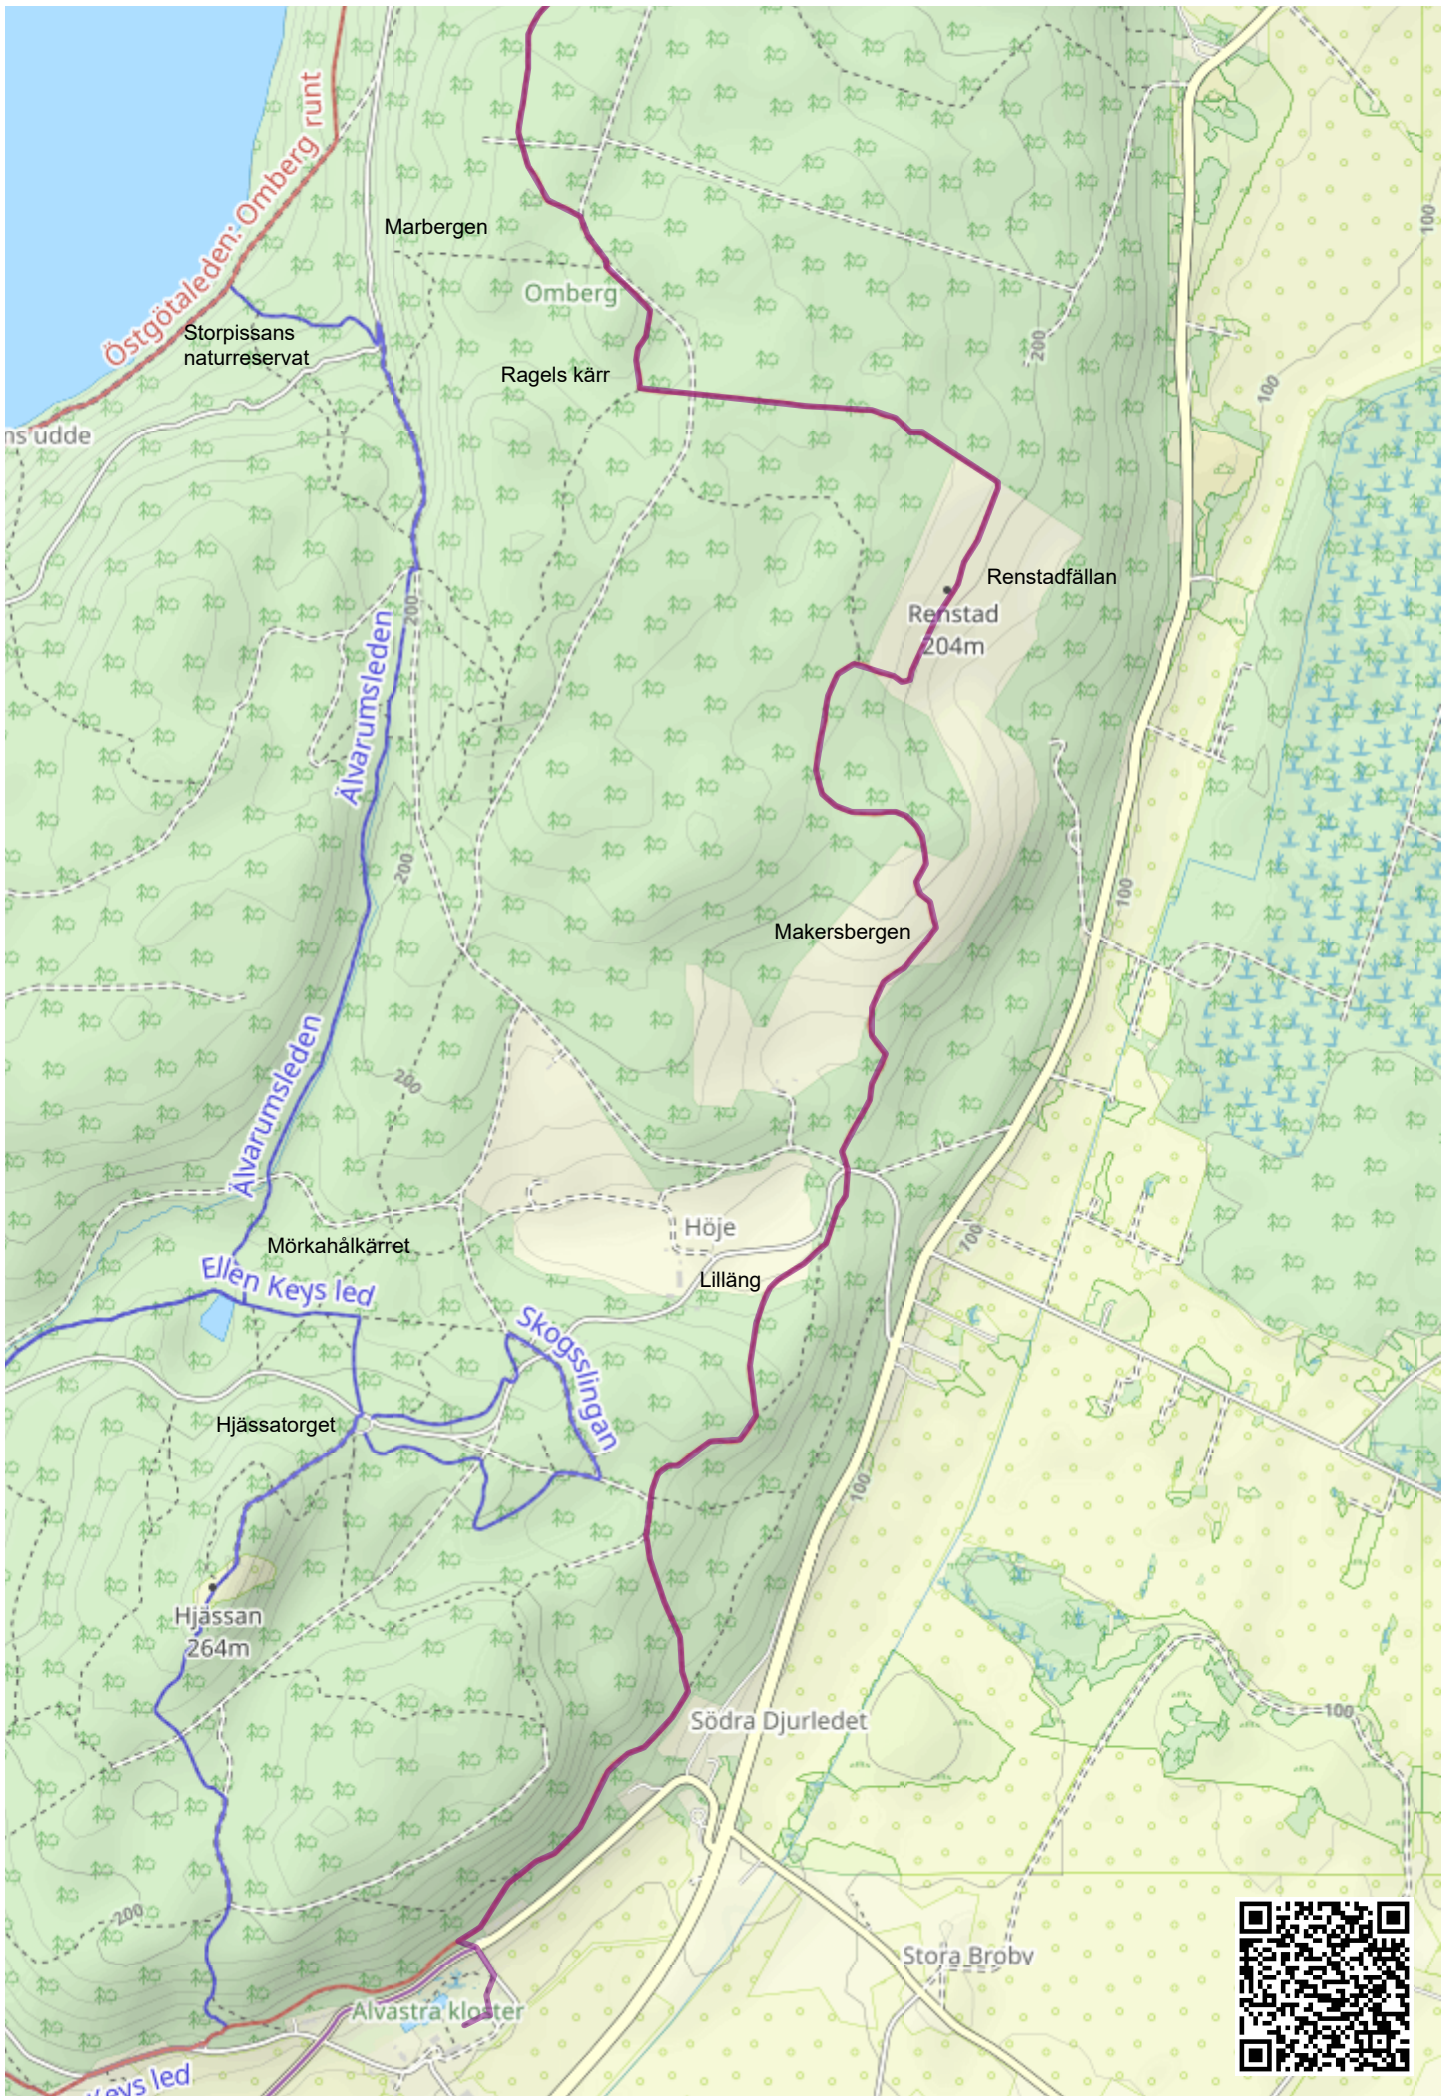 Östgötaleden: Omberg runt
Marbergen
Omberg
Storpissans
naturreservat
Ragels kärr
ns udde
100
200
100
Renstadfällan
Renstad
204m
200
Älvarumsleden
200
100
Makersbergen
Älvarumsleden
200
Höje
Mörkahålkärret
Ellen Keys led
Lilläng
Skogsslingan
Hjässatorget
100
Hjässan
264m
Södra Djurledet
100
200
Stora Broby
Alvastra kloster
Keys led